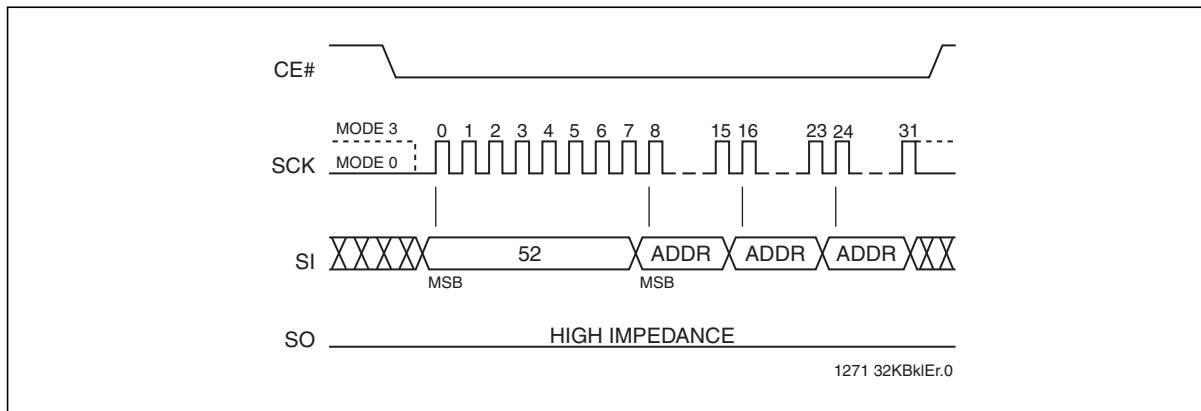 CE#
MODE 3
0 1 2 3 4 5 6 7 8 15 16 23 24 31
SCK
MODE 0
SI
52
ADDR
ADDR
ADDR
MSB
MSB
SO
HIGH IMPEDANCE
1271 32KBklEr.0